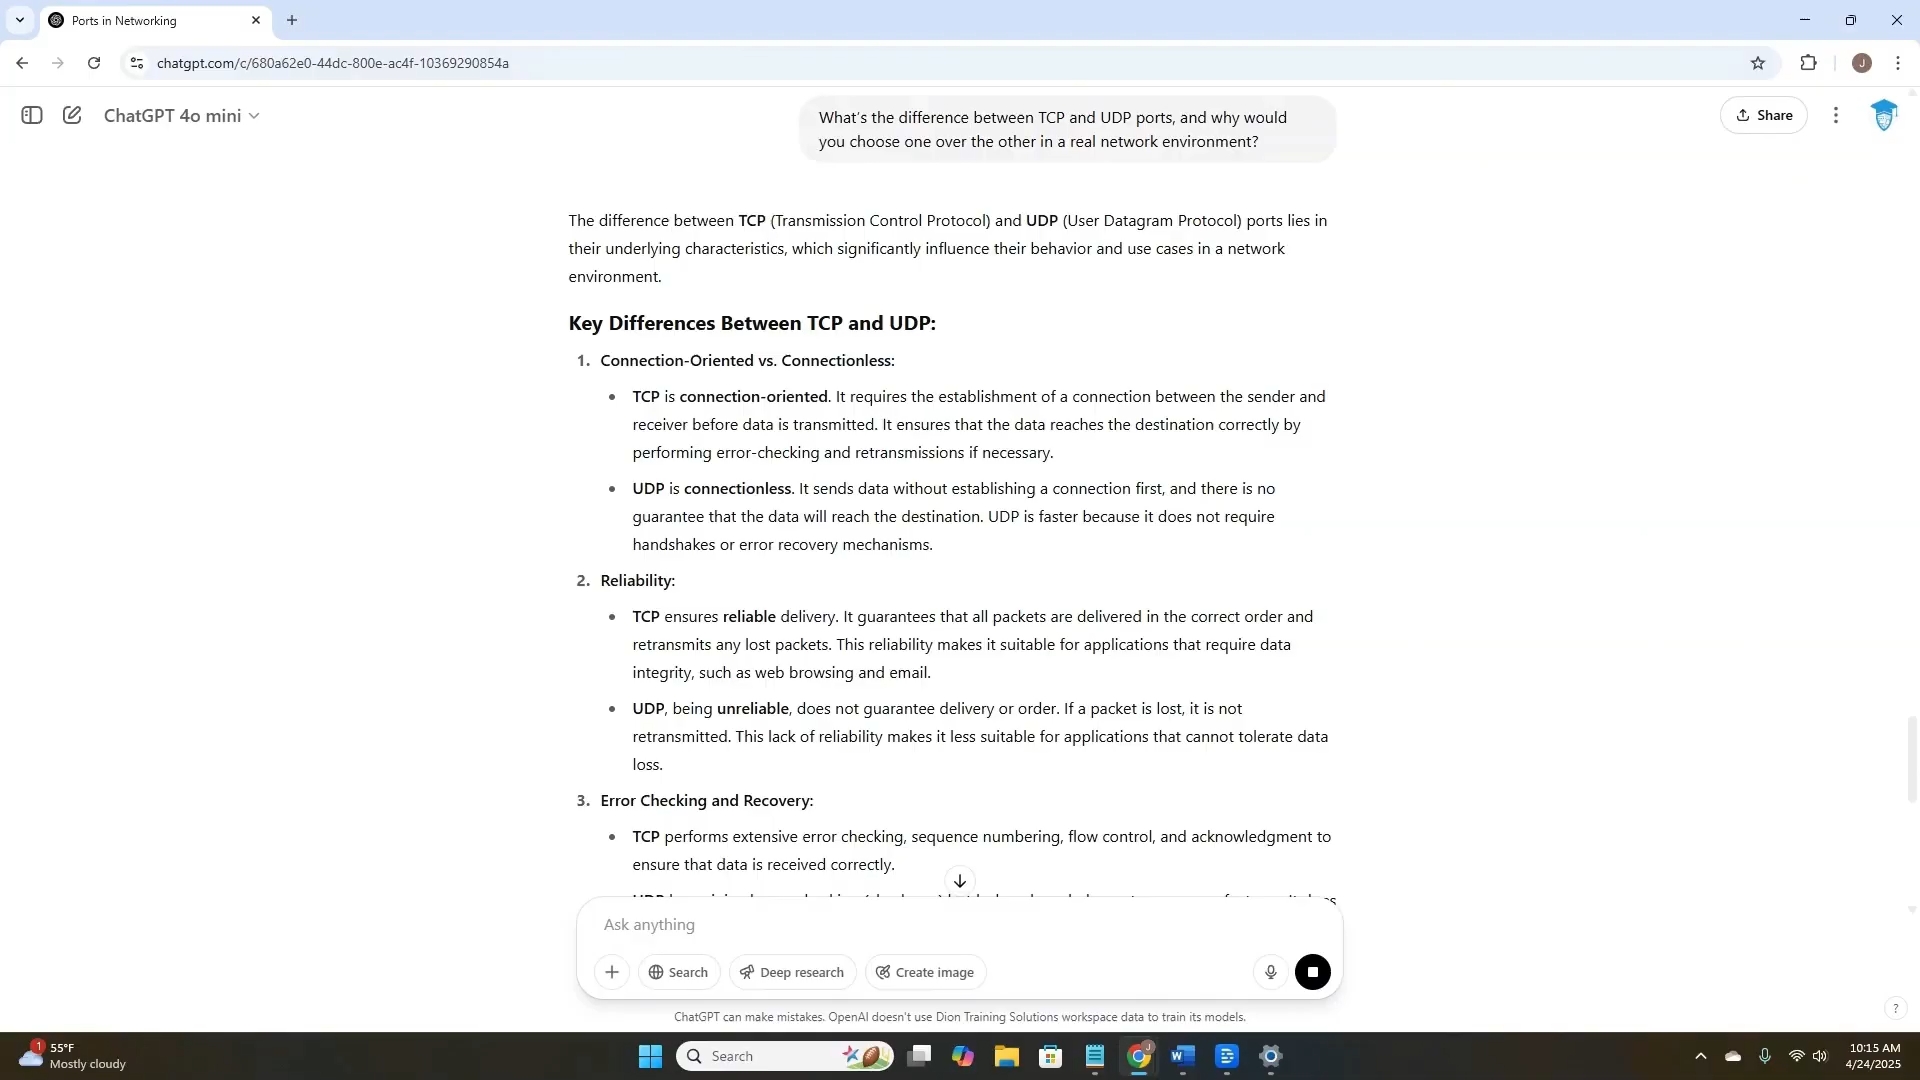 Ports in Networking
chatgpt.com/c/680a62e0-44dc-800e-ac4f-10369290854a
J
ChatGPT 4o mini
Share
What's the difference between TCP and UDP ports, and why would
you choose one over the other in a real network environment?
The difference between TCP (Transmission Control Protocol) and UDP (User Datagram Protocol) ports lies in
their underlying characteristics, which significantly influence their behavior and use cases in a network
environment.
Key Differences Between TCP and UDP:
1. Connection-Oriented vs. Connectionless:
• TCP is connection-oriented. It requires the establishment of a connection between the sender and
receiver before data is transmitted. It ensures that the data reaches the destination correctly by
performing error-checking and retransmissions if necessary.
• UDP is connectionless. It sends data without establishing a connection first, and there is no
guarantee that the data will reach the destination. UDP is faster because it does not require
handshakes or error recovery mechanisms.
2. Reliability:
• TCP ensures reliable delivery. It guarantees that all packets are delivered in the correct order and
retransmits any lost packets. This reliability makes it suitable for applications that require data
integrity, such as web browsing and email.
• UDP, being unreliable, does not guarantee delivery or order. If a packet is lost, it is not
retransmitted. This lack of reliability makes it less suitable for applications that cannot tolerate data
loss.
3. Error Checking and Recovery:
• TCP performs extensive error checking, sequence numbering, flow control, and acknowledgment to
ensure that data is received correctly.
Ask anything
Search
Deep research
Create image
ChatGPT can make mistakes. OpenAI doesn't use Dion Training Solutions workspace data to train its models.
?
1
55°F
Mostly cloudy
Search
J
10:15 AM
4/24/2025